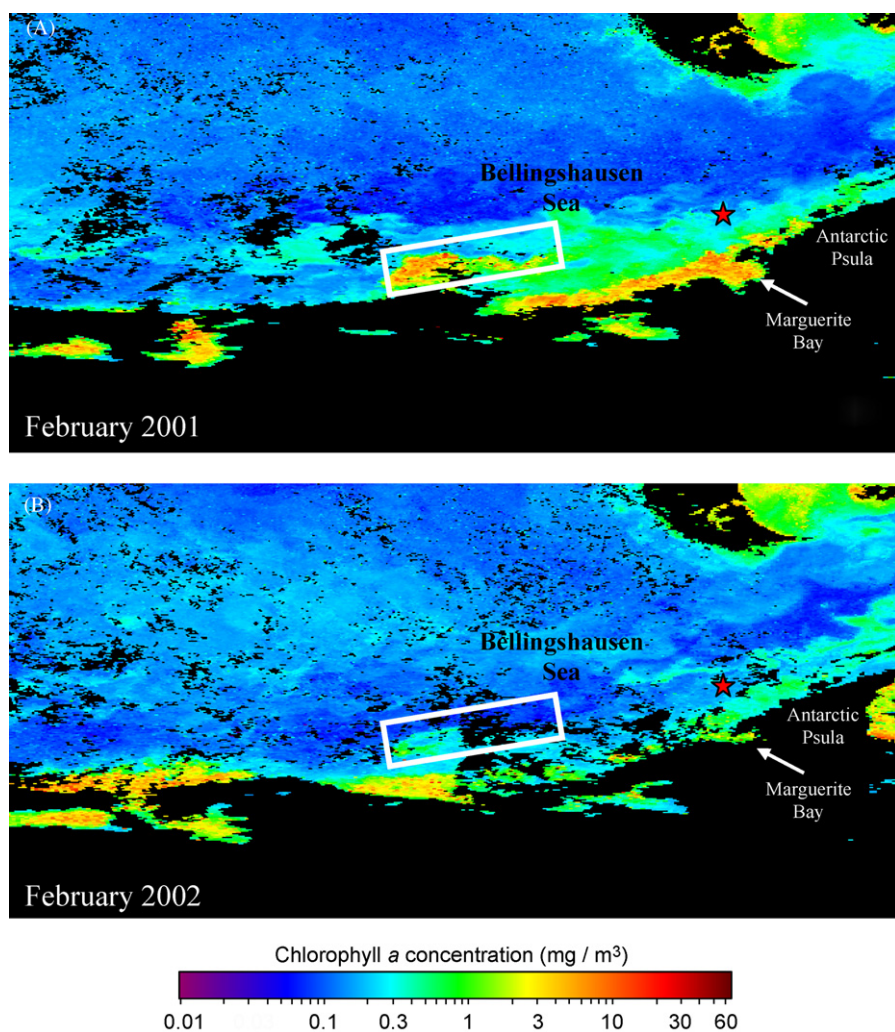 (A)
Bellingshausen
Sea
Antarctic
Psula
Marguerite
Bay
February 2001
(B)
Bellingshausen
Sea
Antarctic
Psula
Marguerite
Bay
February 2002
Chlorophyll a concentration (mg / m³)
0.01 0.1 0.3 1 3 10 30 60